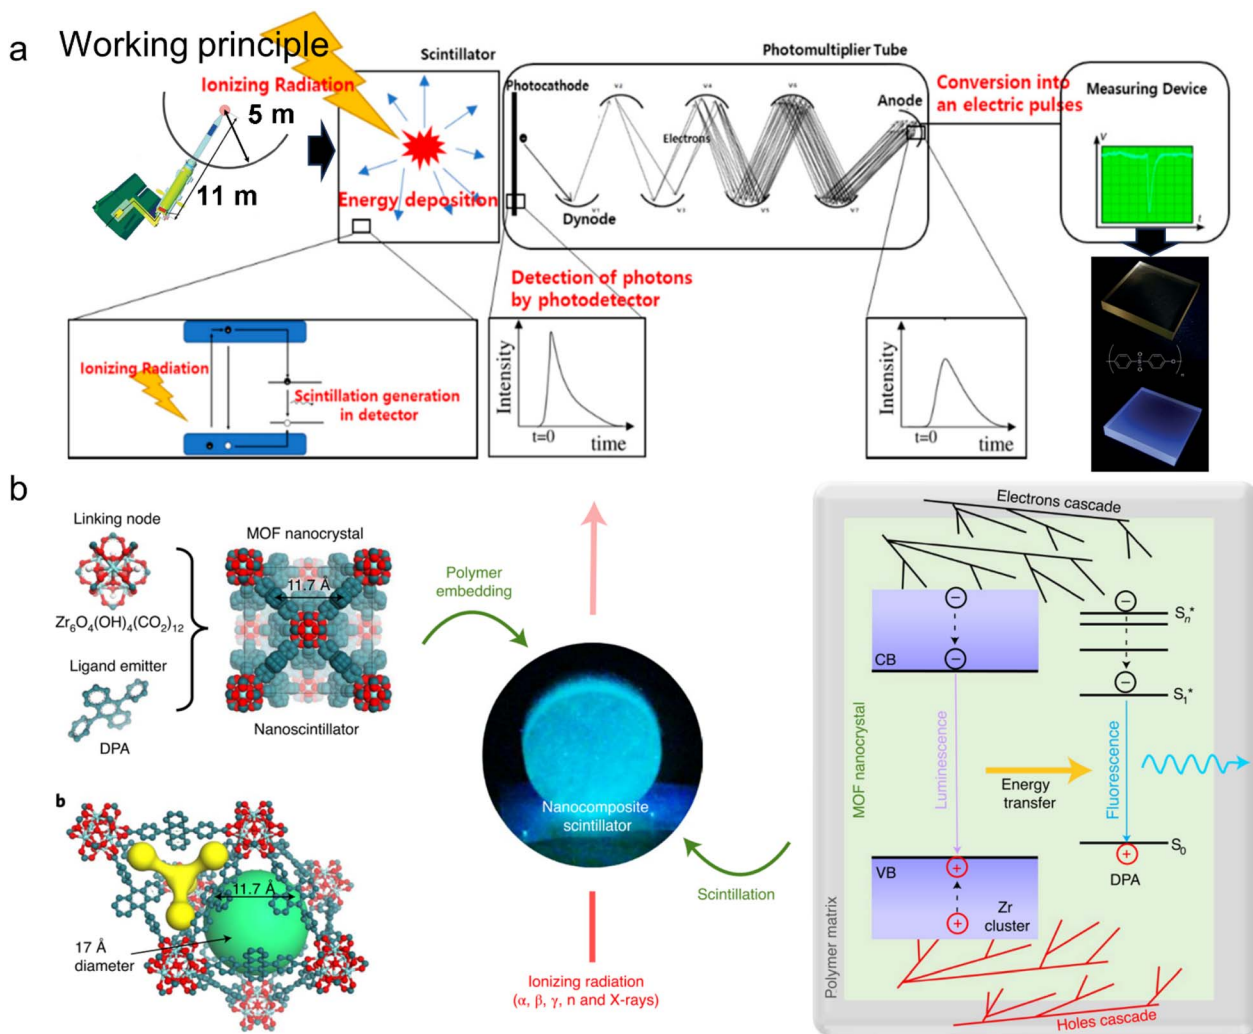 a
Working principle
Ionizing Radiation
5 m
11 m
Scintillator
Energy deposition
Photomultiplier Tube
Photocathode
Electrons
Dynode
Anode
Conversion into
an electric pulses
Measuring Device
V
t
Detection of photons
by photodetector
Ionizing Radiation
Scintillation generation
in detector
Intensity
t=0
time
Intensity
t=0
time
b
Linking node
Zr6O4(OH)4(CO2)12
Ligand emitter
DPA
MOF nanocrystal
11.7 Å
Nanoscintillator
Polymer
embedding
Nanocomposite
scintillator
Scintillation
Ionizing radiation
(α, β, γ, n and X-rays)
b
11.7 Å
17 Å
diameter
Polymer matrix
MOF nanocrystal
Electrons cascade
CB
Luminescence
VB
Zr
cluster
Energy
transfer
Sn*
S1*
Fluorescence
S0
DPA
Holes cascade